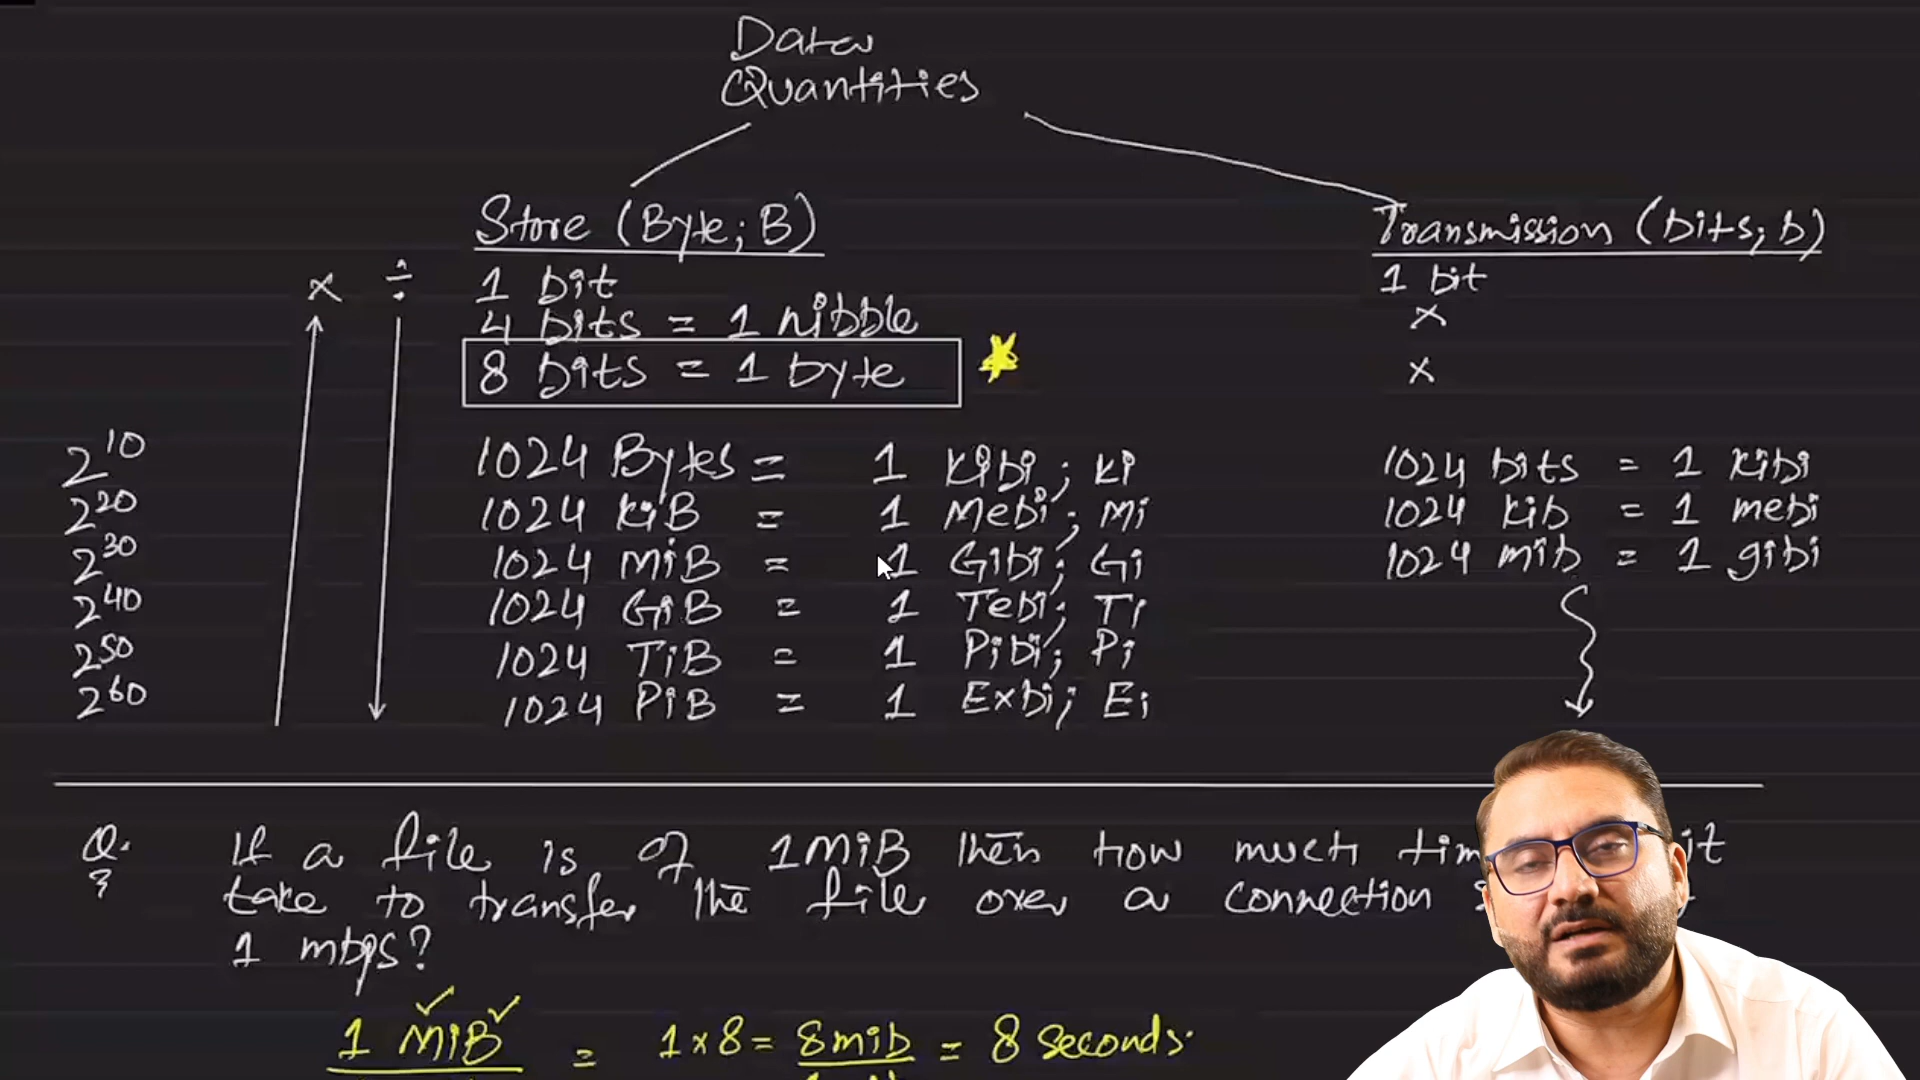 Data
Quantities
Store (Byte; B)
Transmission (bits; b)
x ÷
1 bit
4 bits = 1 nibble
8 bits = 1 byte
1 bit
x
x
2^10 1024 Bytes = 1 Kibi; Ki
2^20 1024 KiB = 1 Mebi; Mi
2^30 1024 MiB = 1 Gibi; Gi
2^40 1024 GiB = 1 Tebi; Ti
2^50 1024 TiB = 1 Pibi; Pi
2^60 1024 PiB = 1 Exbi; Ei
1024 bits = 1 kibi
1024 kib = 1 mebi
1024 mib = 1 gibi
Q. If a file is of 1MiB then how much it
? take to transfer the file over a connection
1 mbps?
1 MiB = 1x8 = 8mib = 8 seconds.